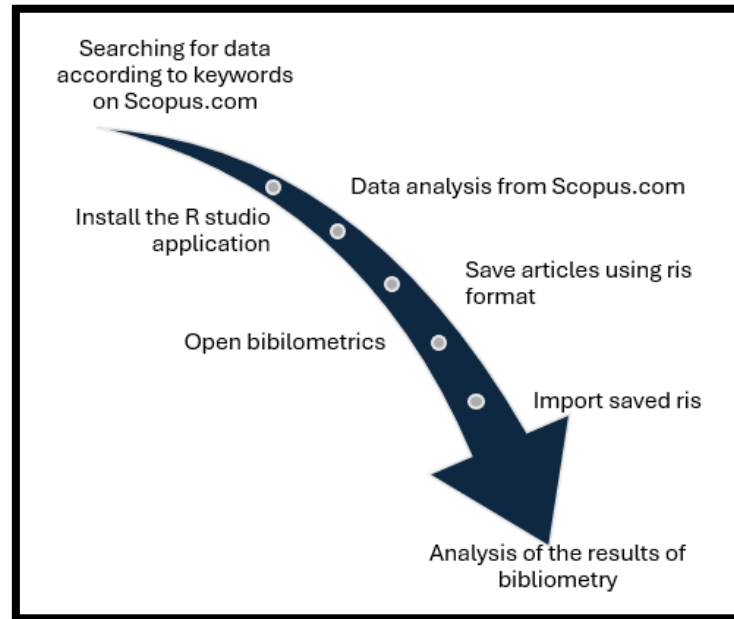 Searching for data
according to keywords
on Scopus.com
Data analysis from Scopus.com
Install the R studio
application
Save articles using ris
format
Open bibilometrics
Import saved ris
Analysis of the results of
bibliometry